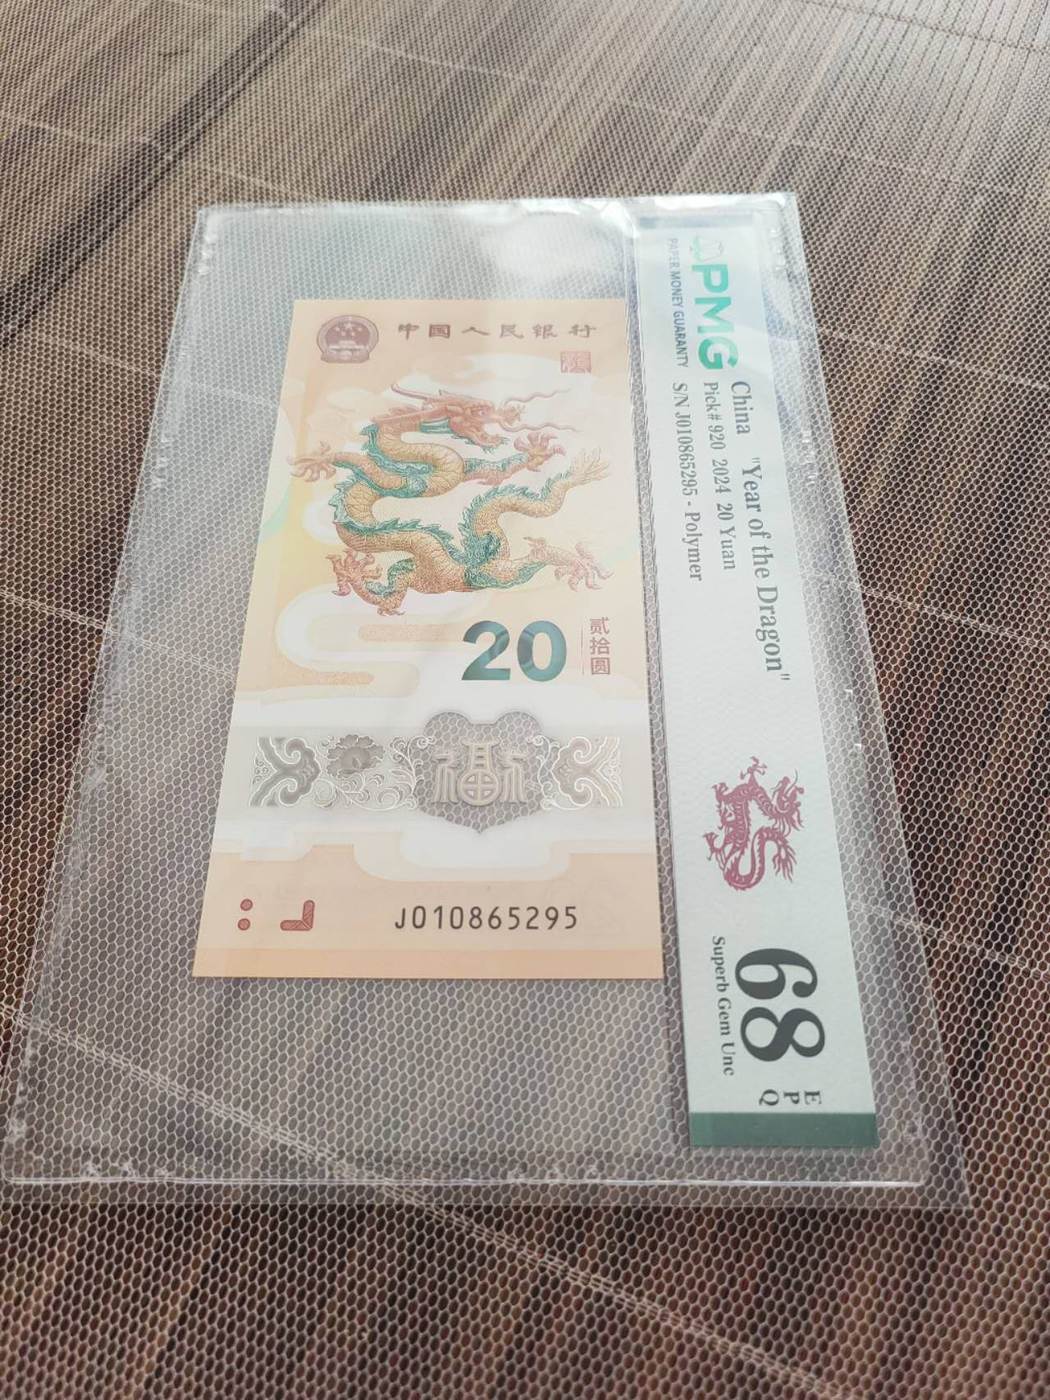 中国人民银行
20
贰拾圆
福
J010865295
PMG
PAPER MONEY GUARANTY
China "Year of the Dragon"
Pick# 920 2024 20 Yuan
S/N J010865295 - Polymer
68
EPQ
Superb Gem Unc